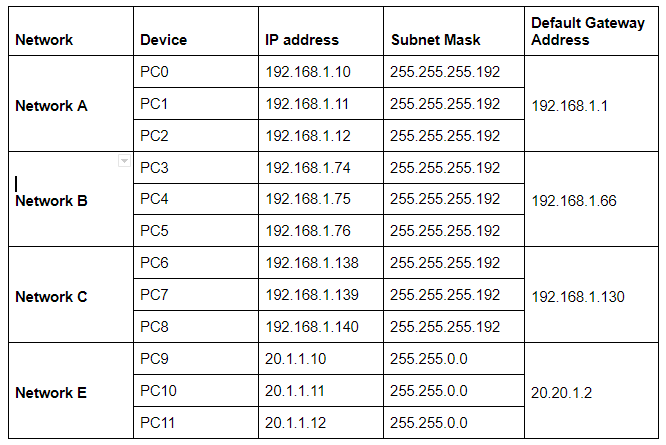 Network Device IP address Subnet Mask Default Gateway
Address
Network A PC0 192.168.1.10 255.255.255.192 192.168.1.1
PC1 192.168.1.11 255.255.255.192
PC2 192.168.1.12 255.255.255.192
Network B PC3 192.168.1.74 255.255.255.192 192.168.1.66
PC4 192.168.1.75 255.255.255.192
PC5 192.168.1.76 255.255.255.192
Network C PC6 192.168.1.138 255.255.255.192 192.168.1.130
PC7 192.168.1.139 255.255.255.192
PC8 192.168.1.140 255.255.255.192
Network E PC9 20.1.1.10 255.255.0.0 20.20.1.2
PC10 20.1.1.11 255.255.0.0
PC11 20.1.1.12 255.255.0.0